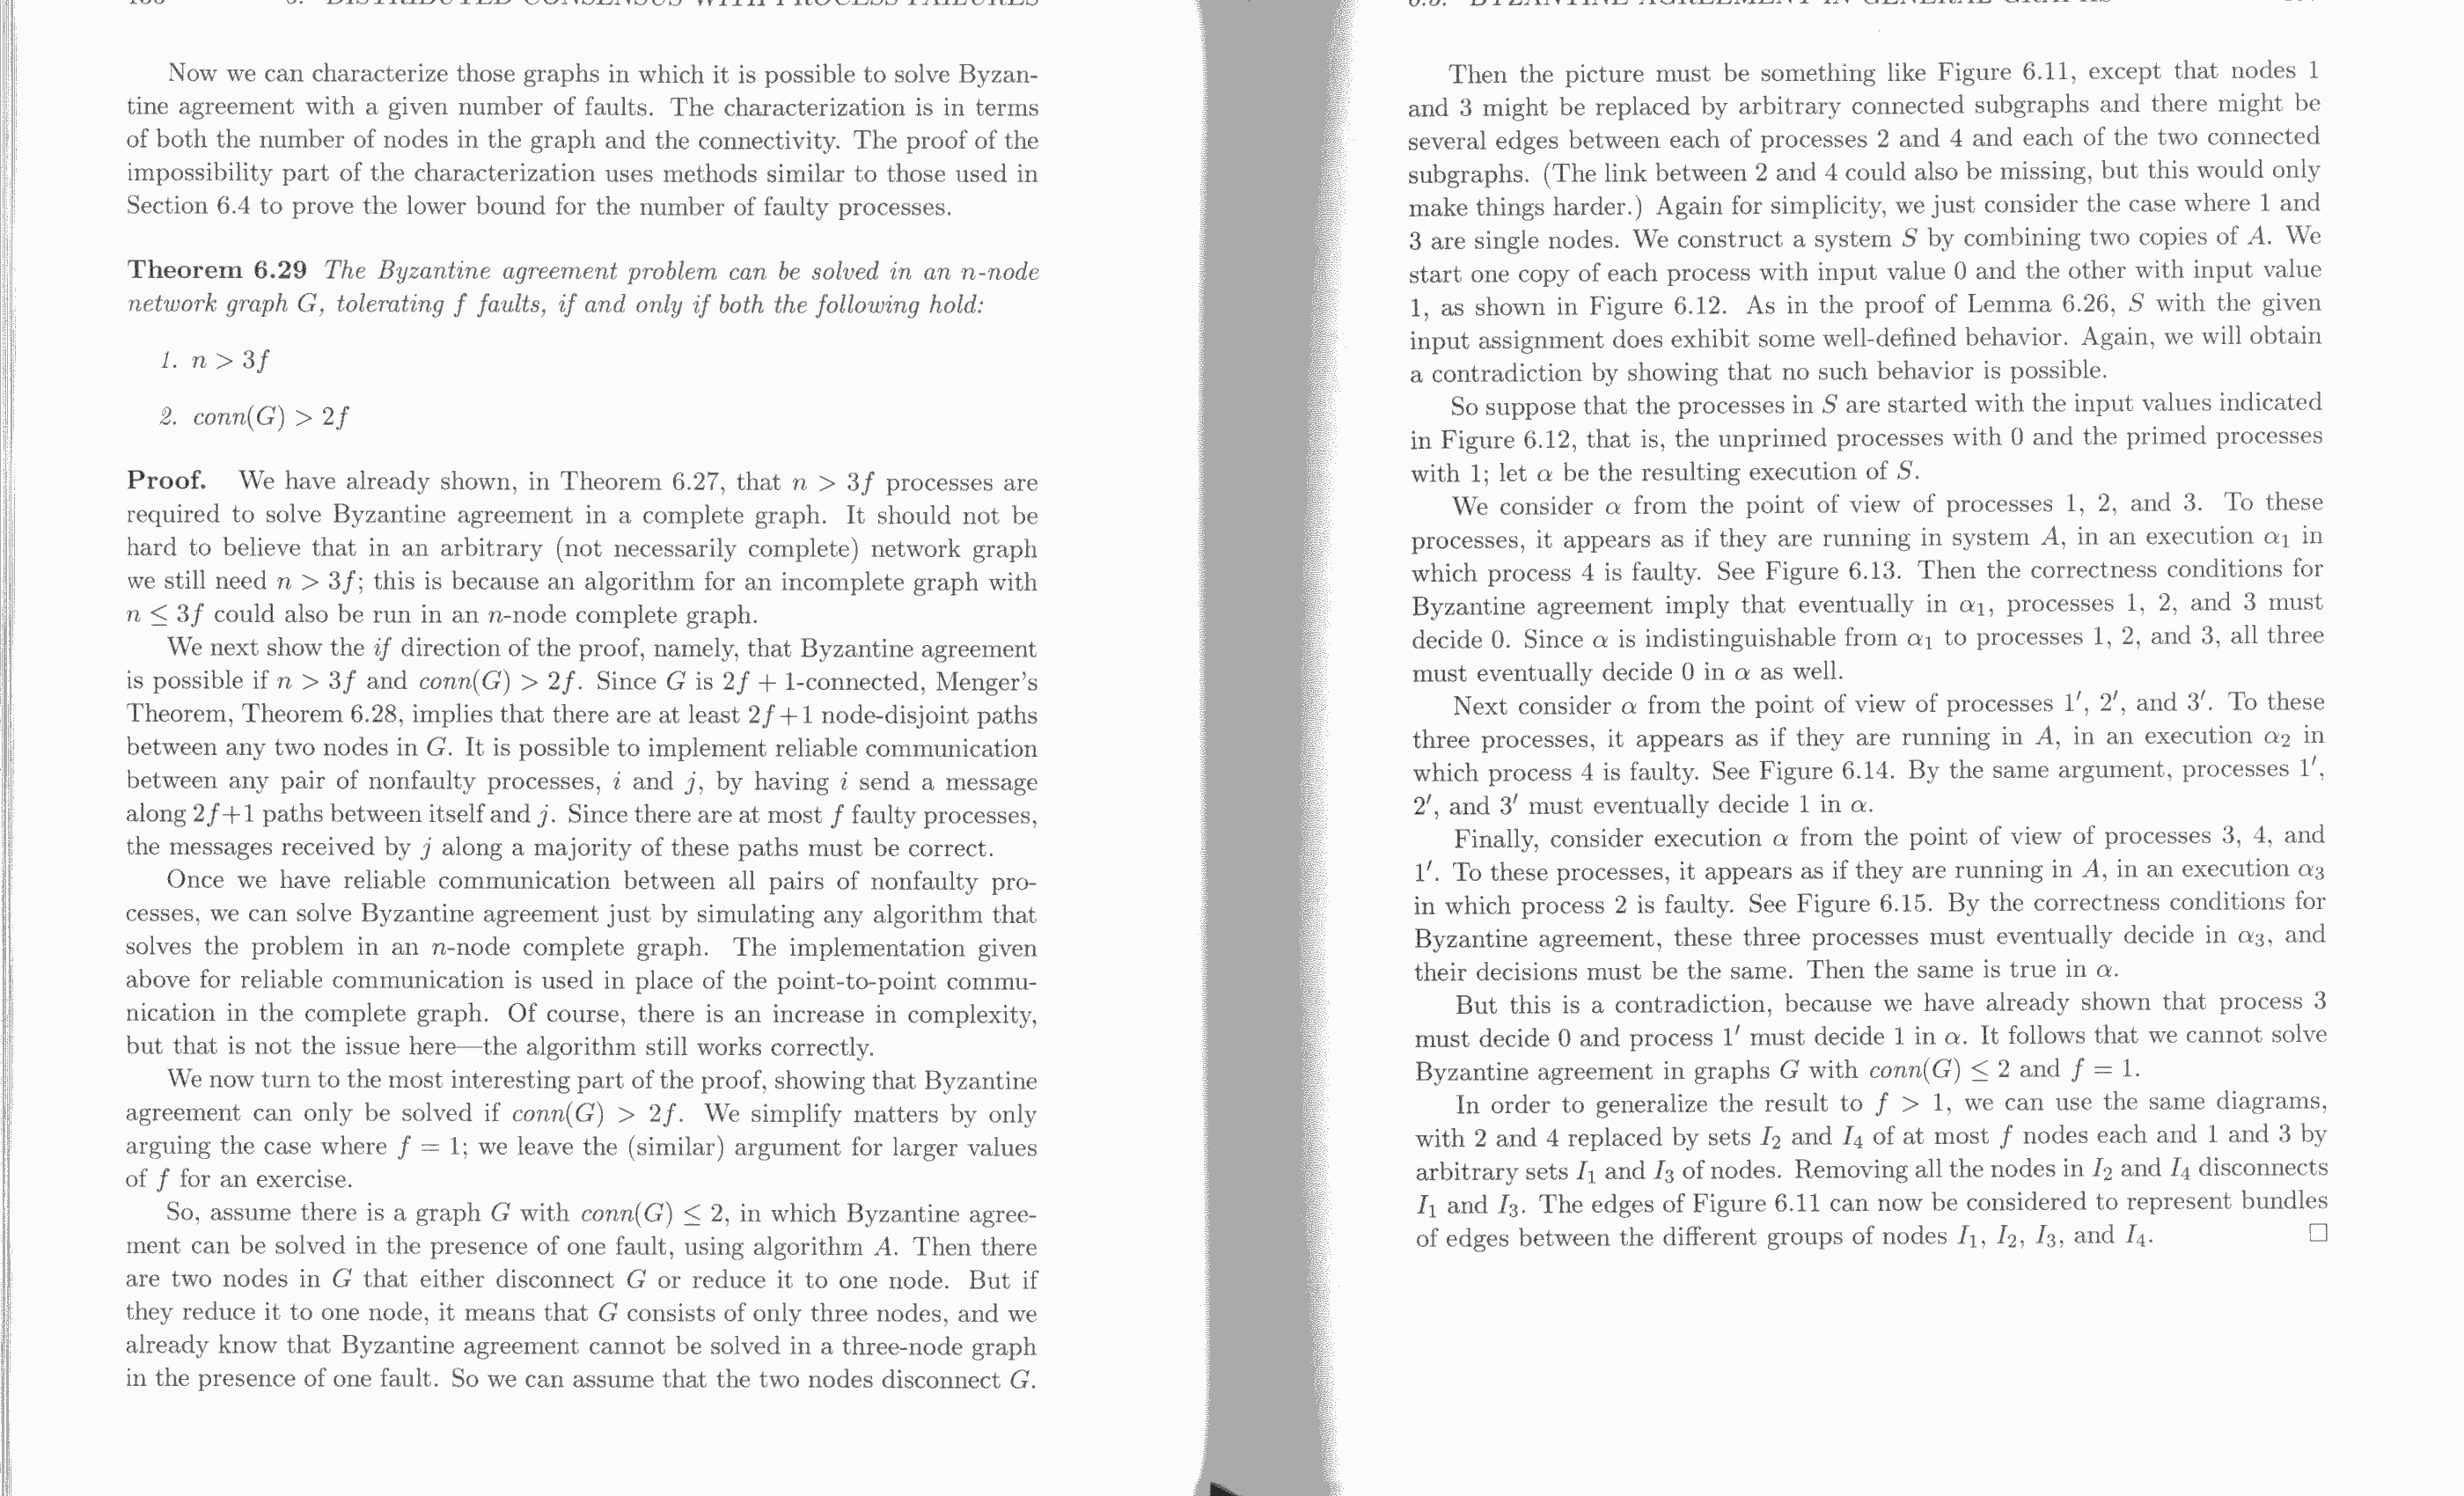 Now we can characterize those graphs in which it is possible to solve Byzan-
tine agreement with a given number of faults. The characterization is in terms
of both the number of nodes in the graph and the connectivity. The proof of the
impossibility part of the characterization uses methods similar to those used in
Section 6.4 to prove the lower bound for the number of faulty processes.
Theorem 6.29 The Byzantine agreement problem can be solved in an n-node
network graph G, tolerating f faults, if and only if both the following hold:
1. n > 3f
2. conn(G) > 2f
Proof. We have already shown, in Theorem 6.27, that n > 3f processes are
required to solve Byzantine agreement in a complete graph. It should not be
hard to believe that in an arbitrary (not necessarily complete) network graph
we still need n > 3f; this is because an algorithm for an incomplete graph with
n ≤ 3f could also be run in an n-node complete graph.
We next show the if direction of the proof, namely, that Byzantine agreement
is possible if n > 3f and conn(G) > 2f. Since G is 2f + 1-connected, Menger's
Theorem, Theorem 6.28, implies that there are at least 2f+1 node-disjoint paths
between any two nodes in G. It is possible to implement reliable communication
between any pair of nonfaulty processes, i and j, by having i send a message
along 2f+1 paths between itself and j. Since there are at most f faulty processes,
the messages received by j along a majority of these paths must be correct.
Once we have reliable communication between all pairs of nonfaulty pro-
cesses, we can solve Byzantine agreement just by simulating any algorithm that
solves the problem in an n-node complete graph. The implementation given
above for reliable communication is used in place of the point-to-point commu-
nication in the complete graph. Of course, there is an increase in complexity,
but that is not the issue here—the algorithm still works correctly.
We now turn to the most interesting part of the proof, showing that Byzantine
agreement can only be solved if conn(G) > 2f. We simplify matters by only
arguing the case where f = 1; we leave the (similar) argument for larger values
of f for an exercise.
So, assume there is a graph G with conn(G) ≤ 2, in which Byzantine agree-
ment can be solved in the presence of one fault, using algorithm A. Then there
are two nodes in G that either disconnect G or reduce it to one node. But if
they reduce it to one node, it means that G consists of only three nodes, and we
already know that Byzantine agreement cannot be solved in a three-node graph
in the presence of one fault. So we can assume that the two nodes disconnect G.
Then the picture must be something like Figure 6.11, except that nodes 1
and 3 might be replaced by arbitrary connected subgraphs and there might be
several edges between each of processes 2 and 4 and each of the two connected
subgraphs. (The link between 2 and 4 could also be missing, but this would only
make things harder.) Again for simplicity, we just consider the case where 1 and
3 are single nodes. We construct a system S by combining two copies of A. We
start one copy of each process with input value 0 and the other with input value
1, as shown in Figure 6.12. As in the proof of Lemma 6.26, S with the given
input assignment does exhibit some well-defined behavior. Again, we will obtain
a contradiction by showing that no such behavior is possible.
So suppose that the processes in S are started with the input values indicated
in Figure 6.12, that is, the unprimed processes with 0 and the primed processes
with 1; let α be the resulting execution of S.
We consider α from the point of view of processes 1, 2, and 3. To these
processes, it appears as if they are running in system A, in an execution α₁ in
which process 4 is faulty. See Figure 6.13. Then the correctness conditions for
Byzantine agreement imply that eventually in α₁, processes 1, 2, and 3 must
decide 0. Since α is indistinguishable from α₁ to processes 1, 2, and 3, all three
must eventually decide 0 in α as well.
Next consider α from the point of view of processes 1′, 2′, and 3′. To these
three processes, it appears as if they are running in A, in an execution α₂ in
which process 4 is faulty. See Figure 6.14. By the same argument, processes 1′,
2′, and 3′ must eventually decide 1 in α.
Finally, consider execution α from the point of view of processes 3, 4, and
1′. To these processes, it appears as if they are running in A, in an execution α₃
in which process 2 is faulty. See Figure 6.15. By the correctness conditions for
Byzantine agreement, these three processes must eventually decide in α₃, and
their decisions must be the same. Then the same is true in α.
But this is a contradiction, because we have already shown that process 3
must decide 0 and process 1′ must decide 1 in α. It follows that we cannot solve
Byzantine agreement in graphs G with conn(G) ≤ 2 and f = 1.
In order to generalize the result to f > 1, we can use the same diagrams,
with 2 and 4 replaced by sets I₂ and I₄ of at most f nodes each and 1 and 3 by
arbitrary sets I₁ and I₃ of nodes. Removing all the nodes in I₂ and I₄ disconnects
I₁ and I₃. The edges of Figure 6.11 can now be considered to represent bundles
of edges between the different groups of nodes I₁, I₂, I₃, and I₄. □